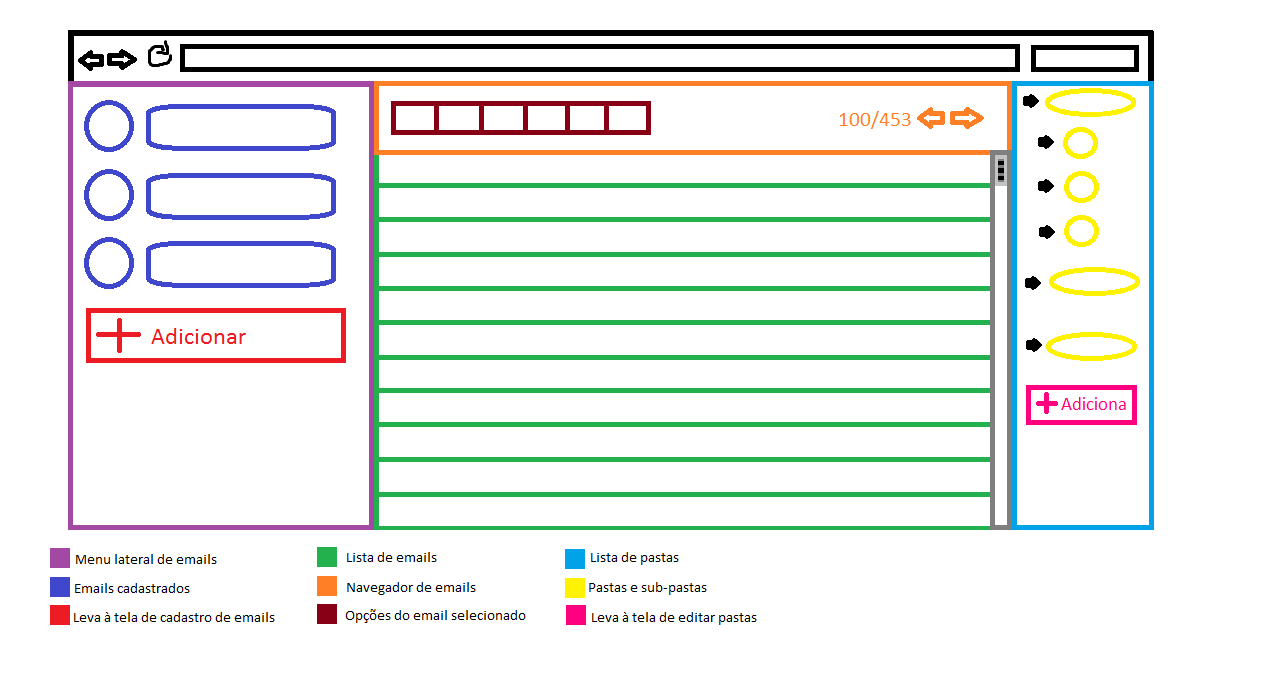 100/453
Adicionar
Adiciona
Menu lateral de emails
Emails cadastrados
Leva à tela de cadastro de emails
Lista de emails
Navegador de emails
Opções do email selecionado
Lista de pastas
Pastas e sub-pastas
Leva à tela de editar pastas